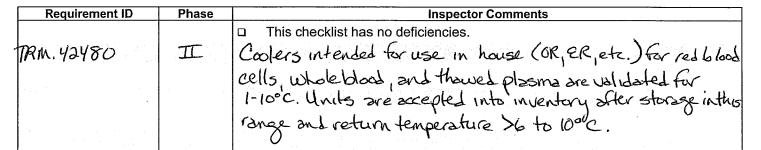 Requirement ID Phase Inspector Comments
☐ This checklist has no deficiencies.
TRM.42480 II Coolers intended for use in house (OR, ER, etc.) for red blood
cells, whole blood, and thawed plasma are validated for
1-10°C. Units are accepted into inventory after storage in this
range and return temperature >6 to 10°C.